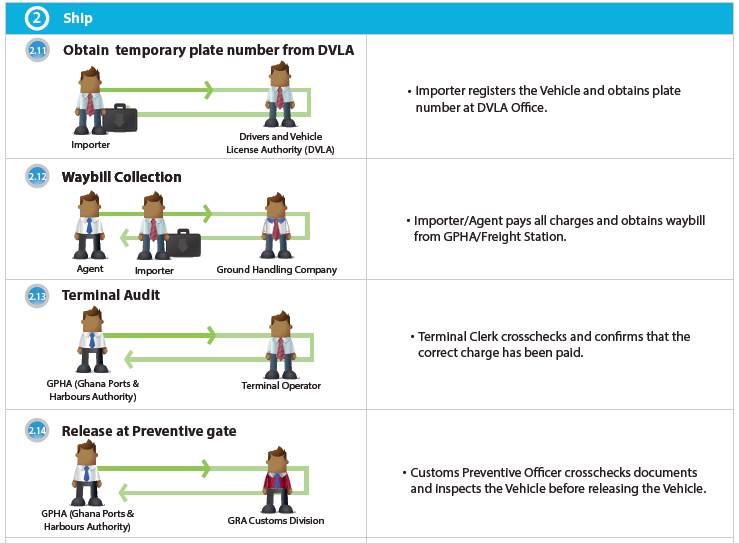 2 Ship
2.11 Obtain temporary plate number from DVLA
Importer
Drivers and Vehicle
License Authority (DVLA)
• Importer registers the Vehicle and obtains plate
number at DVLA Office.
2.12 Waybill Collection
Agent
Importer
Ground Handling Company
• Importer/Agent pays all charges and obtains waybill
from GPHA/Freight Station.
2.13 Terminal Audit
GPHA (Ghana Ports &
Harbours Authority)
Terminal Operator
• Terminal Clerk crosschecks and confirms that the
correct charge has been paid.
2.14 Release at Preventive gate
GPHA (Ghana Ports &
Harbours Authority)
GRA Customs Division
• Customs Preventive Officer crosschecks documents
and inspects the Vehicle before releasing the Vehicle.